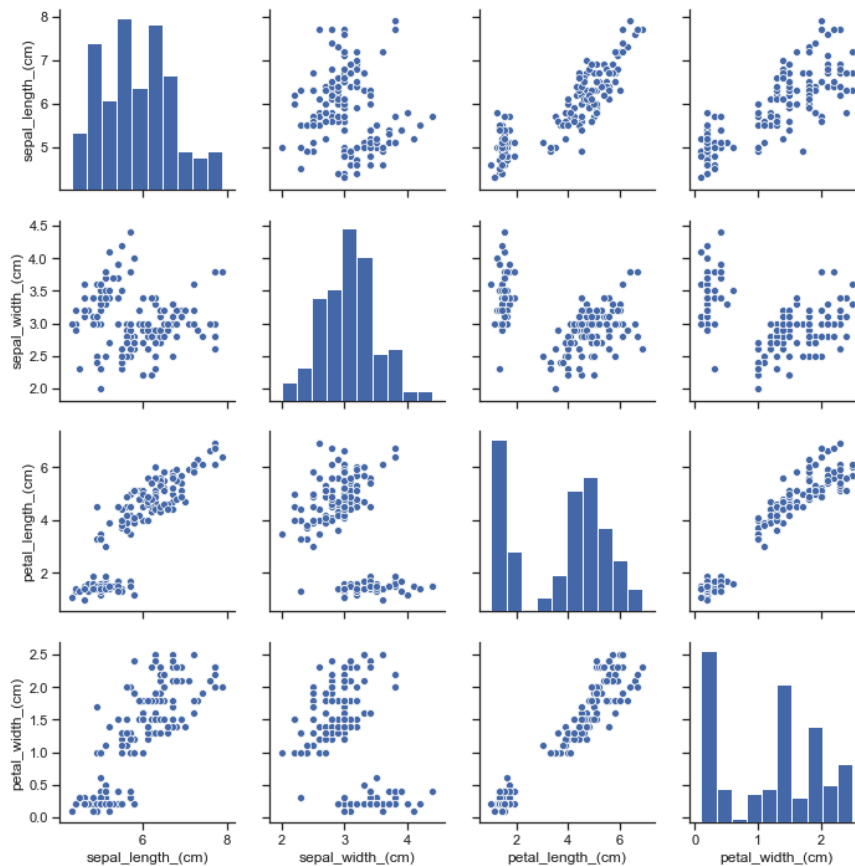 8
7
6
5
sepal_length_(cm)
4.5
4.0
3.5
3.0
2.5
2.0
sepal_width_(cm)
6
4
2
petal_length_(cm)
2.5
2.0
1.5
1.0
0.5
0.0
petal_width_(cm)
6 8
2 3 4
2 4 6
0 1 2
sepal_length_(cm) sepal_width_(cm) petal_length_(cm) petal_width_(cm)